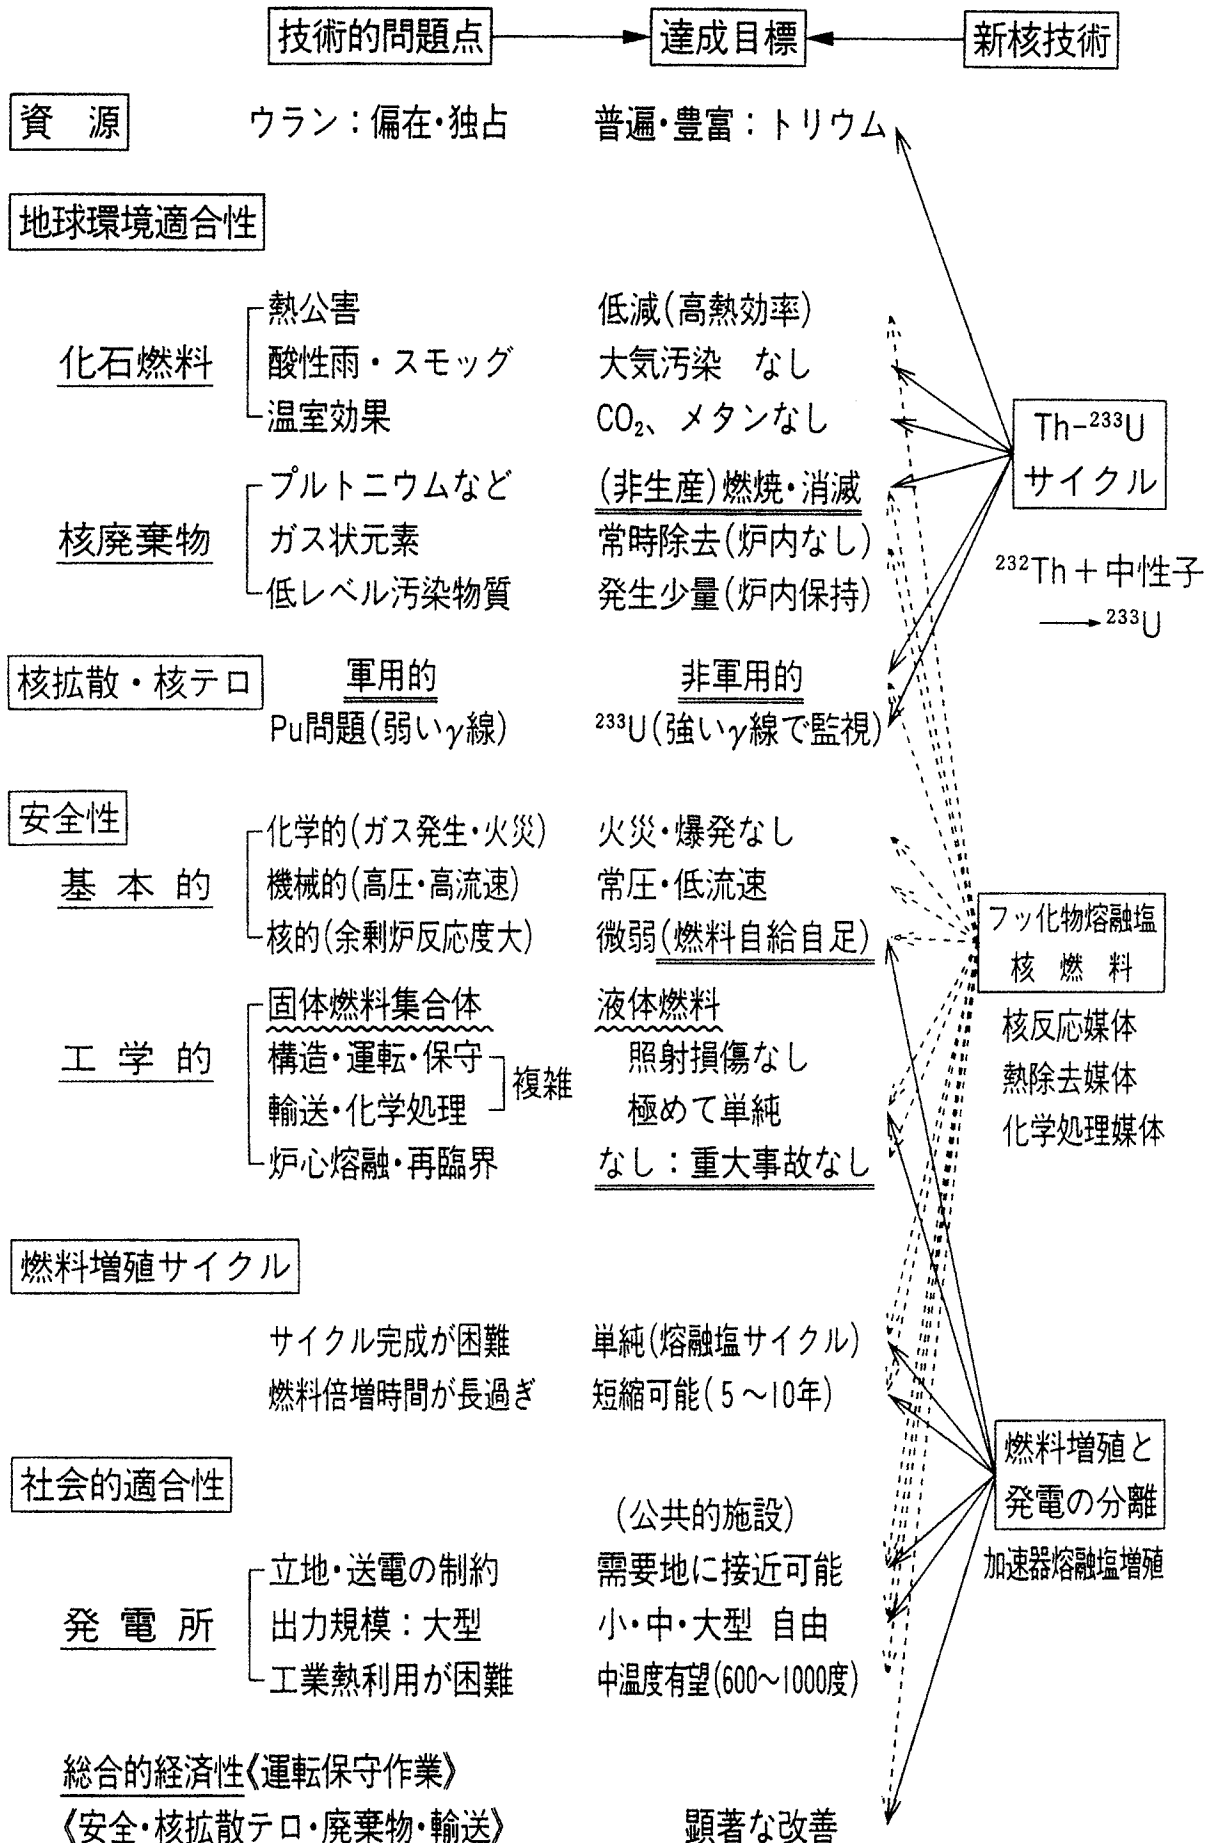 技術的問題点 達成目標 新核技術
資 源 ウラン：偏在・独占 普遍・豊富：トリウム
地球環境適合性
熱公害 低減(高熱効率)
化石燃料 酸性雨・スモッグ 大気汚染 なし
温室効果 CO₂、メタンなし
Th-²³³U
サイクル
プルトニウムなど (非生産)燃焼・消滅
核廃棄物 ガス状元素 常時除去(炉内なし)
低レベル汚染物質 発生少量(炉内保持)
²³²Th＋中性子
→²³³U
核拡散・核テロ 軍用的 非軍用的
Pu問題(弱いγ線) ²³³U(強いγ線で監視)
安全性
化学的(ガス発生・火災) 火災・爆発なし
基 本 的 機械的(高圧・高流速) 常圧・低流速
核的(余剰炉反応度大) 微弱(燃料自給自足)
フッ化物熔融塩
核 燃 料
核反応媒体
熱除去媒体
化学処理媒体
固体燃料集合体 液体燃料
工 学 的 構造・運転・保守 照射損傷なし
複雑
輸送・化学処理 極めて単純
炉心熔融・再臨界 なし：重大事故なし
燃料増殖サイクル
サイクル完成が困難 単純(熔融塩サイクル)
燃料倍増時間が長過ぎ 短縮可能(5～10年)
燃料増殖と
発電の分離
加速器熔融塩増殖
社会的適合性
(公共的施設)
立地・送電の制約 需要地に接近可能
発 電 所 出力規模：大型 小・中・大型 自由
工業熱利用が困難 中温度有望(600～1000度)
総合的経済性《運転保守作業》
《安全・核拡散テロ・廃棄物・輸送》 顕著な改善